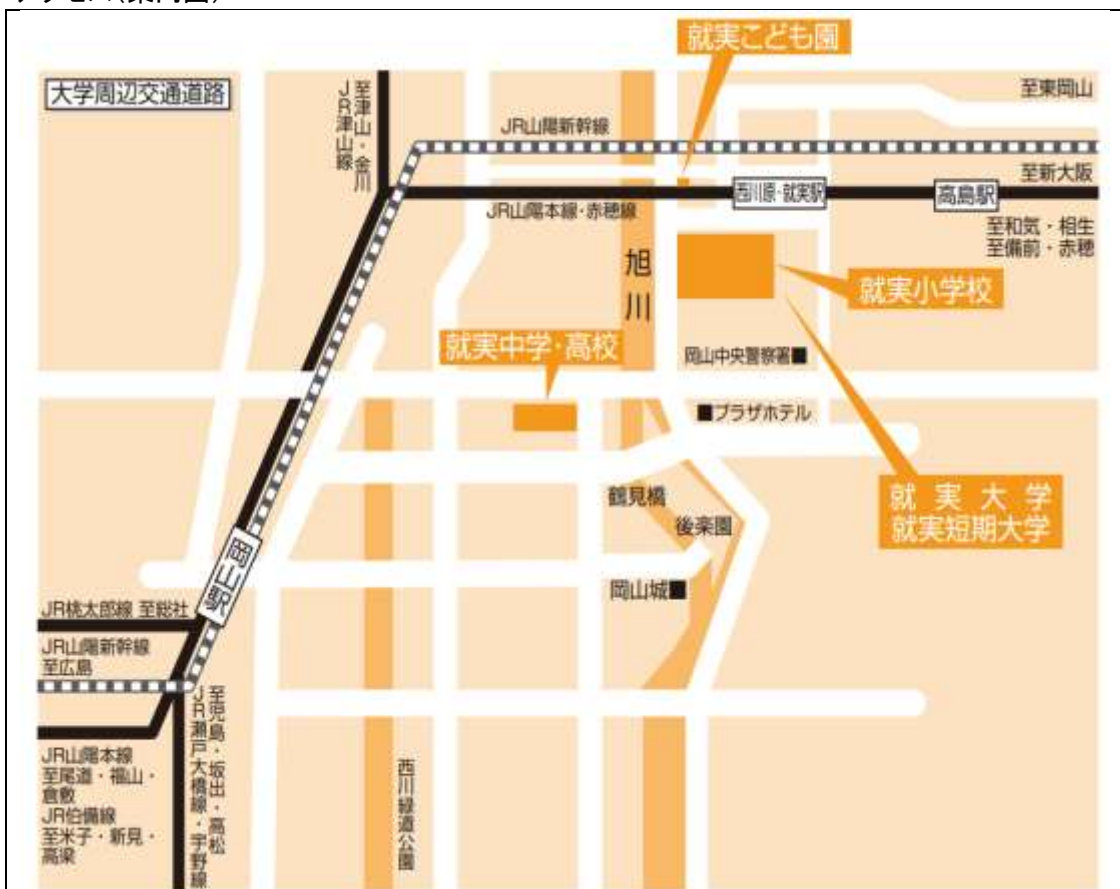 アクセス(案内図)
就実こども園
大学周辺交通道路
至津山・金川
JR津山線
至東岡山
JR山陽新幹線
至新大阪
西川原・就実駅
高島駅
JR山陽本線・赤穂線
至和気・相生
至備前・赤穂
旭川
就実小学校
就実中学・高校
岡山中央警察署■
■プラザホテル
就実大学
就実短期大学
鶴見橋
後楽園
岡山駅
岡山城■
JR桃太郎線 至総社
JR山陽新幹線
至広島
至児島・坂出・高松
JR瀬戸大橋線・宇野線
JR山陽本線
至尾道・福山・
倉敷
JR伯備線
至米子・新見・
高梁
西川緑道公園